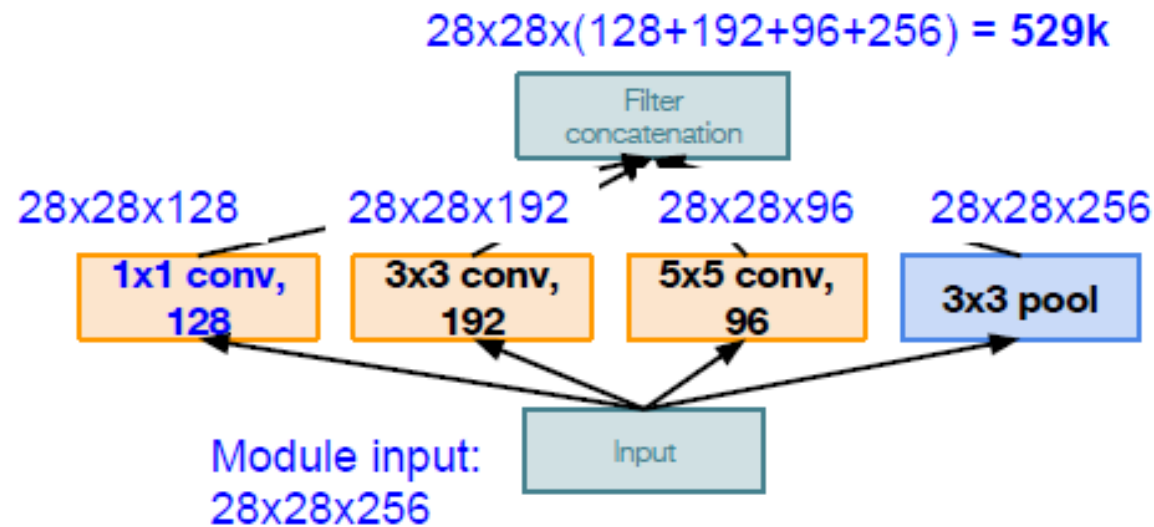 28x28x(128+192+96+256) = 529k
Filter
concatenation
28x28x128
28x28x192
28x28x96
28x28x256
1x1 conv,
128
3x3 conv,
192
5x5 conv,
96
3x3 pool
Module input:
28x28x256
Input